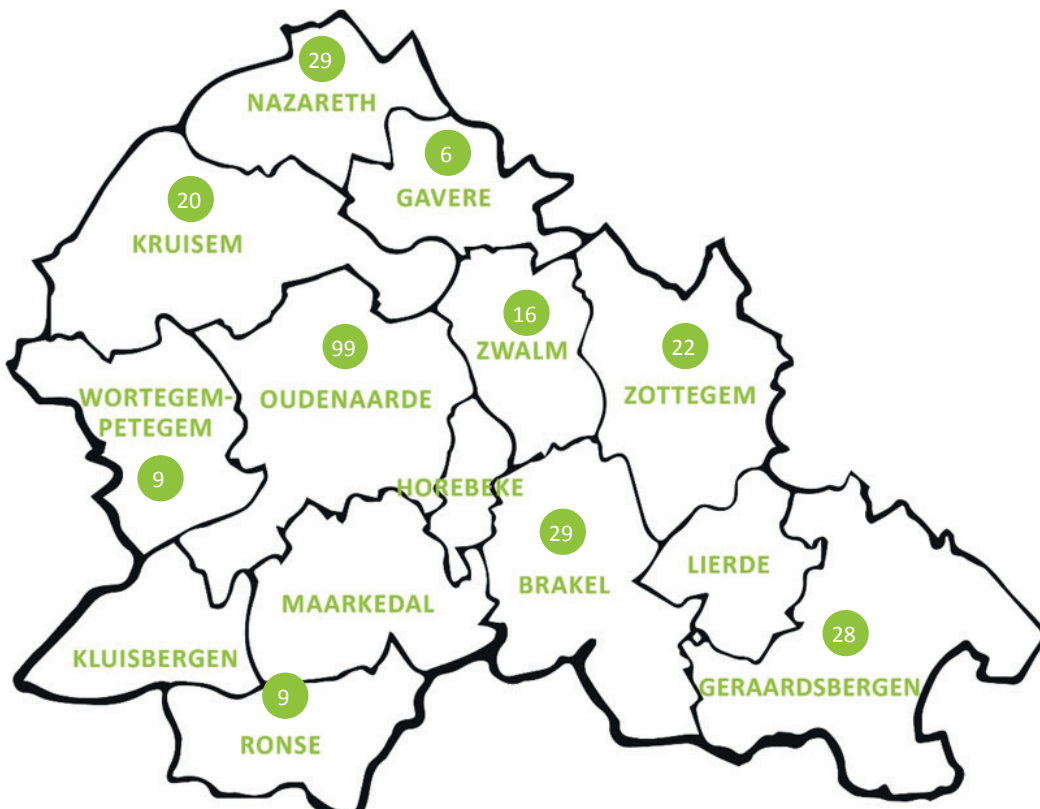 29
NAZARETH
6
GAVERE
20
KRUISEM
16
ZWALM
99
OUDENAARDE
22
ZOTTEGEM
WORTEGEM-
PETEGEM
9
HOREBEKE
29
BRAKEL
LIERDE
MAARKEDAL
28
GERAARDSBERGEN
KLUISBERGEN
9
RONSE